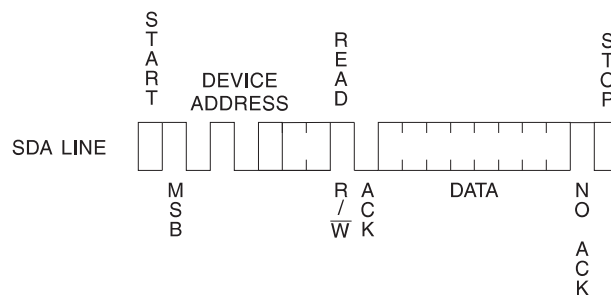 START
DEVICE
ADDRESS
READ
STOP
SDA LINE
MSB
R/W
ACK
DATA
NO ACK